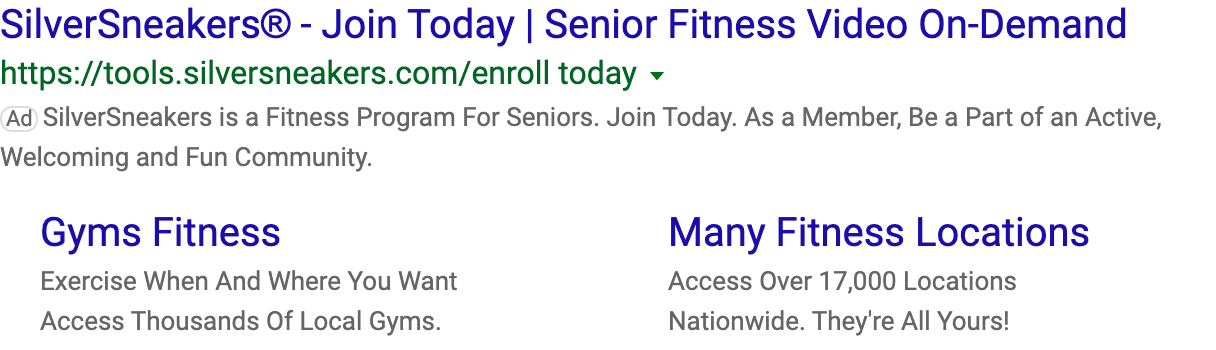 SilverSneakers® - Join Today | Senior Fitness Video On-Demand
https://tools.silversneakers.com/enroll today
Ad SilverSneakers is a Fitness Program For Seniors. Join Today. As a Member, Be a Part of an Active,
Welcoming and Fun Community.
Gyms Fitness
Exercise When And Where You Want
Access Thousands Of Local Gyms.
Many Fitness Locations
Access Over 17,000 Locations
Nationwide. They're All Yours!